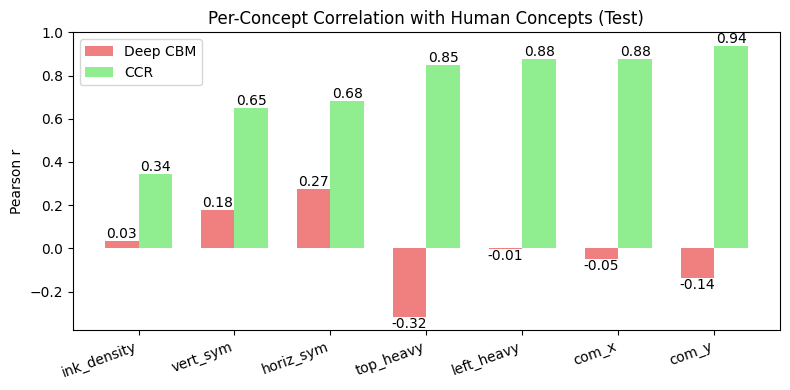 Per-Concept Correlation with Human Concepts (Test)
Deep CBM
CCR
Pearson r
1.0
0.8
0.6
0.4
0.2
0.0
−0.2
0.03
0.34
0.18
0.65
0.27
0.68
-0.32
0.85
-0.01
0.88
-0.05
0.88
-0.14
0.94
ink_density
vert_sym
horiz_sym
top_heavy
left_heavy
com_x
com_y